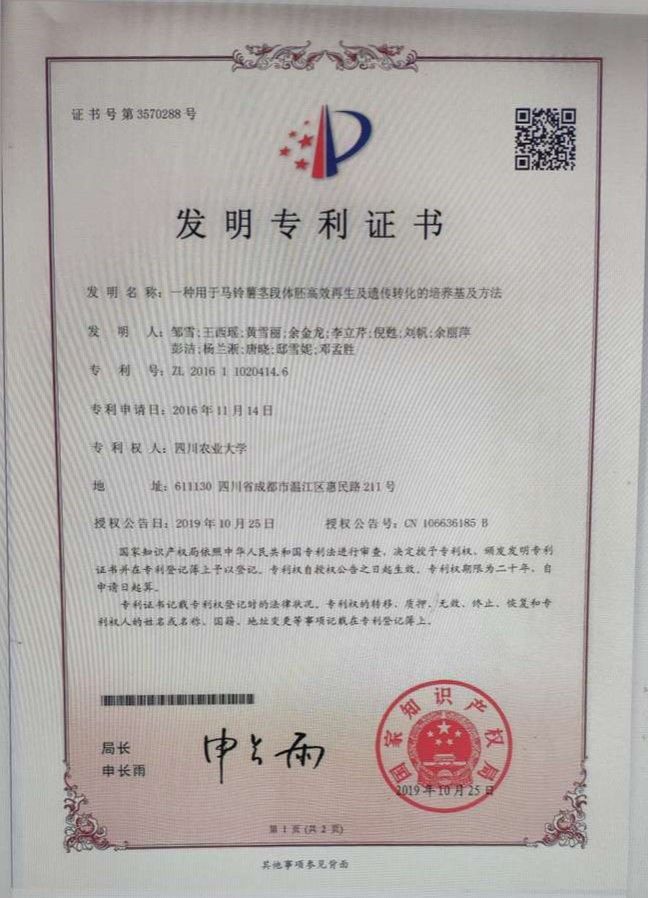 证书号第3570288号
发明专利证书
发明名称：一种用于马铃薯茎段体胚高效再生及遗传转化的培养基及方法
发明人：邹雪;王西瑶;黄雪丽;余金龙;李立芹;倪甦;刘帆;余丽萍
彭洁;杨兰淅;唐晓;邸雪妮;邓孟胜
专利号：ZL 2016 1 1020414.6
专利申请日：2016年11月14日
专利权人：四川农业大学
地址：611130 四川省成都市温江区惠民路211号
授权公告日：2019年10月25日 授权公告号：CN 106636185 B
国家知识产权局依照中华人民共和国专利法进行审查，决定授予专利权，颁发发明专利
证书并在专利登记簿上予以登记。专利权自授权公告之日起生效。专利权期限为二十年，自
申请日起算。
专利证书记载专利权登记时的法律状况。专利权的转移、质押、无效、终止、恢复和专
利权人的姓名或名称、国籍、地址变更等事项记载在专利登记簿上。
局长
申长雨
申长雨
国家知识产权局
2019年10月25日
第1页(共2页)
其他事项参见背面